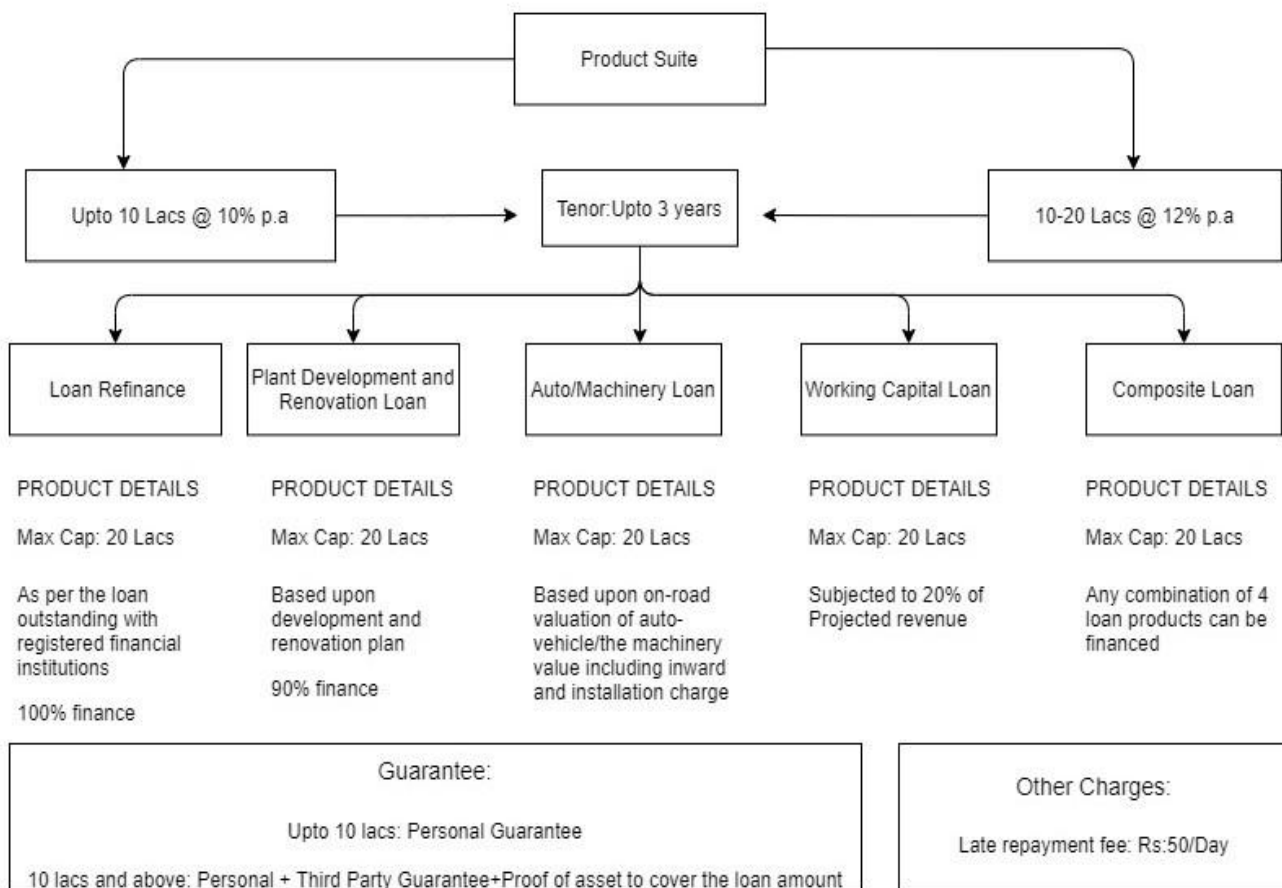 Product Suite
Upto 10 Lacs @ 10% p.a
Tenor:Upto 3 years
10-20 Lacs @ 12% p.a
Loan Refinance
Plant Development and
Renovation Loan
Auto/Machinery Loan
Working Capital Loan
Composite Loan
PRODUCT DETAILS
Max Cap: 20 Lacs
As per the loan
outstanding with
registered financial
institutions
100% finance
PRODUCT DETAILS
Max Cap: 20 Lacs
Based upon
development and
renovation plan
90% finance
PRODUCT DETAILS
Max Cap: 20 Lacs
Based upon on-road
valuation of auto-
vehicle/the machinery
value including inward
and installation charge
PRODUCT DETAILS
Max Cap: 20 Lacs
Subjected to 20% of
Projected revenue
PRODUCT DETAILS
Max Cap: 20 Lacs
Any combination of 4
loan products can be
financed
Guarantee:
Upto 10 lacs: Personal Guarantee
10 lacs and above: Personal + Third Party Guarantee+Proof of asset to cover the loan amount
Other Charges:
Late repayment fee: Rs:50/Day